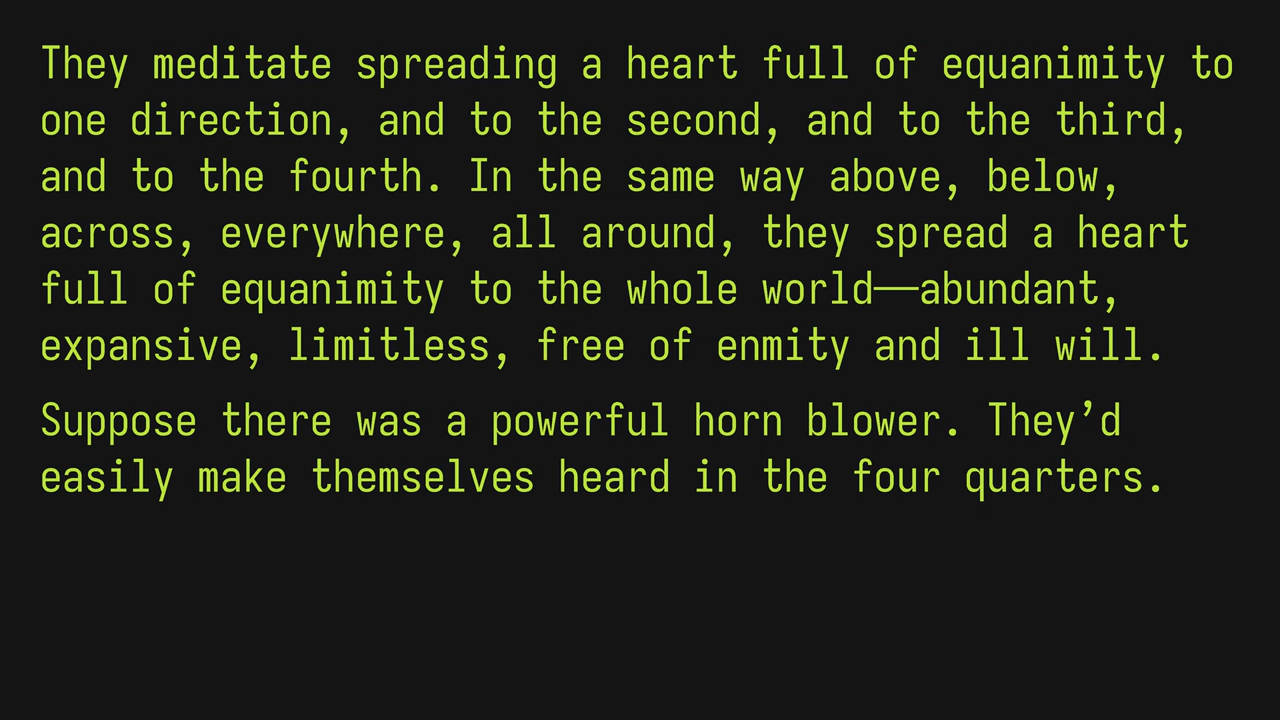 They meditate spreading a heart full of equanimity to
one direction, and to the second, and to the third,
and to the fourth. In the same way above, below,
across, everywhere, all around, they spread a heart
full of equanimity to the whole world—abundant,
expansive, limitless, free of enmity and ill will.
Suppose there was a powerful horn blower. They’d
easily make themselves heard in the four quarters.